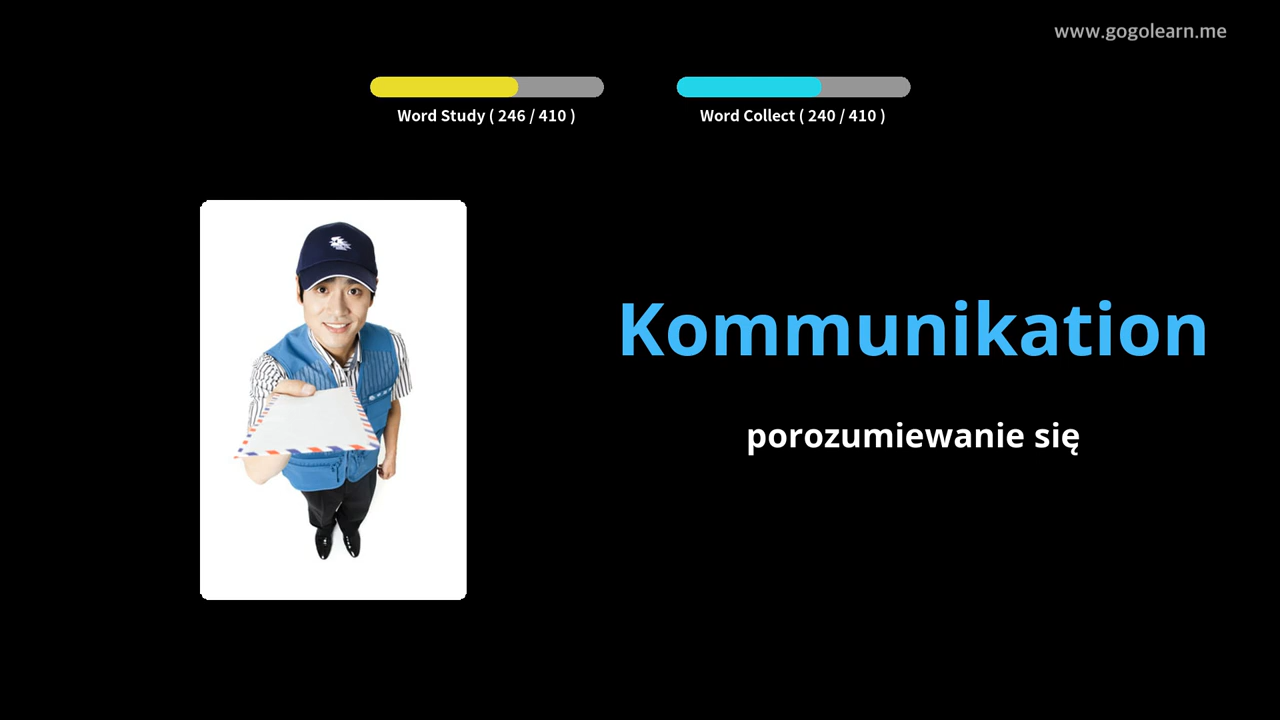 www.gogolearn.me
Word Study ( 246 / 410 )
Word Collect ( 240 / 410 )
Kommunikation
porozumiewanie się